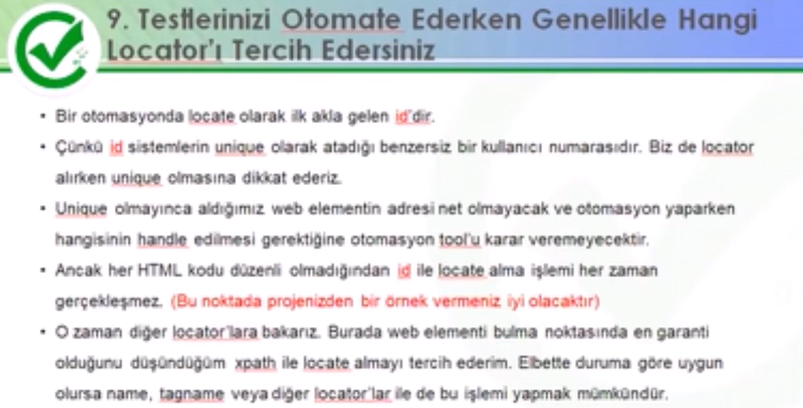 9. Testlerinizi Otomate Ederken Genellikle Hangi
Locator'ı Tercih Edersiniz
• Bir otomasyonda locate olarak ilk akla gelen id'dir.
• Çünkü id sistemlerin unique olarak atadığı benzersiz bir kullanıcı numarasıdır. Biz de locator
alırken unique olmasına dikkat ederiz.
• Unique olmayınca aldığımız web elementin adresi net olmayacak ve otomasyon yaparken
hangisinin handle edilmesi gerektiğine otomasyon tool'u karar veremeyecektir.
• Ancak her HTML kodu düzenli olmadığından id ile locate alma işlemi her zaman
gerçekleşmez. (Bu noktada projenizden bir örnek vermeniz iyi olacaktır)
• O zaman diğer locator'lara bakarız. Burada web elementi bulma noktasında en garanti
olduğunu düşündüğüm xpath ile locate almayı tercih ederim. Elbette duruma göre uygun
olursa name, tagname veya diğer locator'lar ile de bu işlemi yapmak mümkündür.